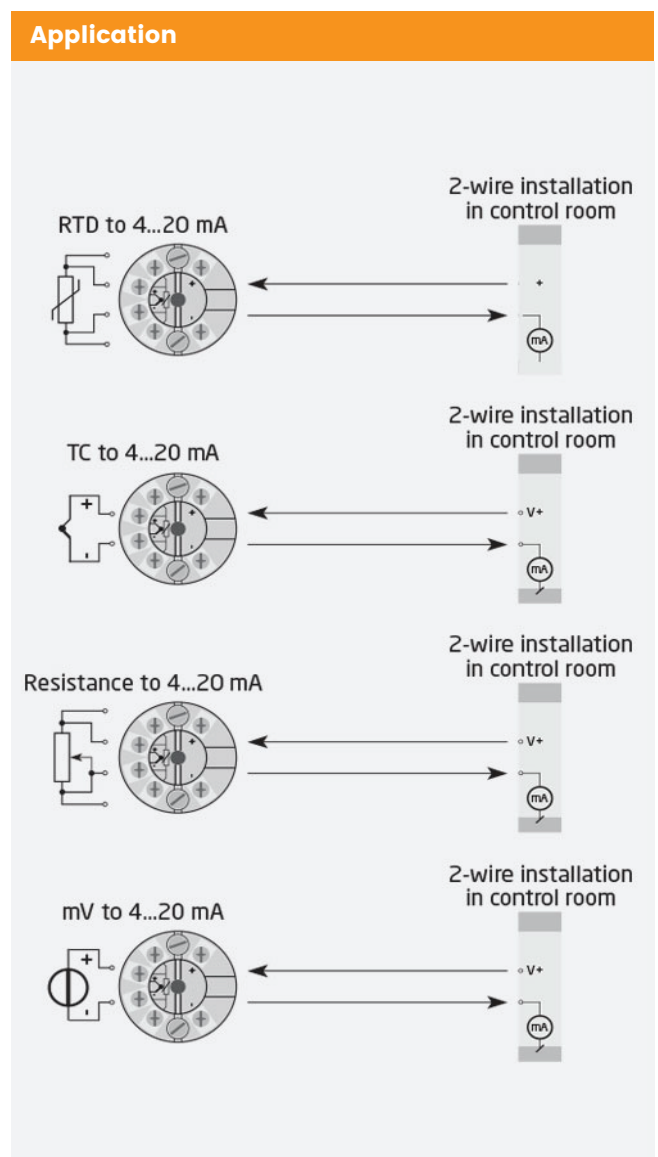 Application
2-wire installation
in control room
RTD to 4...20 mA
+
mA
2-wire installation
in control room
TC to 4...20 mA
+
-
V+
mA
2-wire installation
in control room
Resistance to 4...20 mA
V+
mA
2-wire installation
in control room
mV to 4...20 mA
+
-
V+
mA